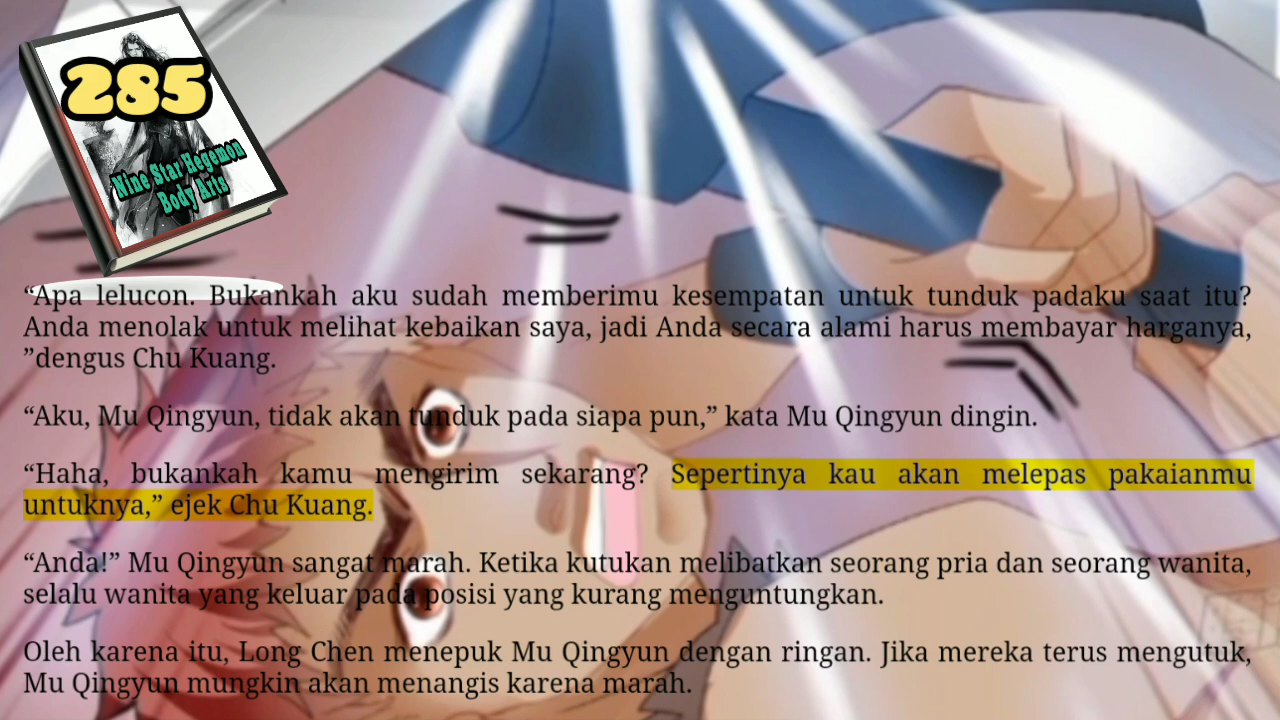 285
Nine Star Hegemon
Body Arts
“Apa lelucon. Bukankah aku sudah memberimu kesempatan untuk tunduk padaku saat itu?
Anda menolak untuk melihat kebaikan saya, jadi Anda secara alami harus membayar harganya,
”dengus Chu Kuang.
“Aku, Mu Qingyun, tidak akan tunduk pada siapa pun,” kata Mu Qingyun dingin.
“Haha, bukankah kamu mengirim sekarang? Sepertinya kau akan melepas pakaianmu
untuknya,” ejek Chu Kuang.
“Anda!” Mu Qingyun sangat marah. Ketika kutukan melibatkan seorang pria dan seorang wanita,
selalu wanita yang keluar pada posisi yang kurang menguntungkan.
Oleh karena itu, Long Chen menepuk Mu Qingyun dengan ringan. Jika mereka terus mengutuk,
Mu Qingyun mungkin akan menangis karena marah.